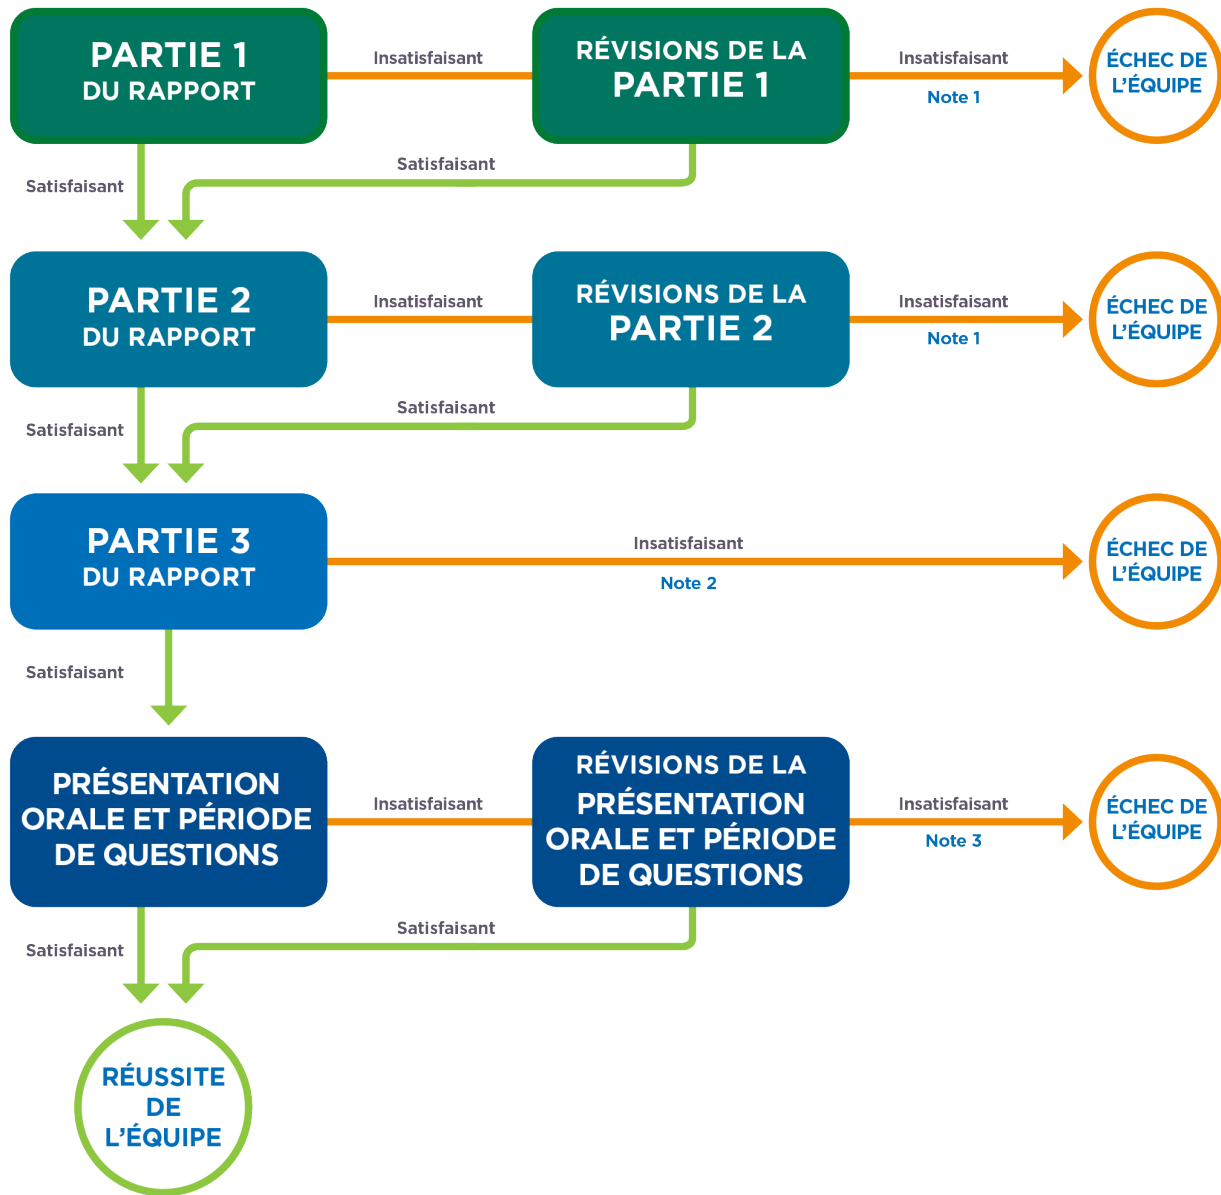 PARTIE 1
DU RAPPORT
Insatisfaisant
RÉVISIONS DE LA
PARTIE 1
Insatisfaisant
Note 1
ÉCHEC DE
L’ÉQUIPE
Satisfaisant
Satisfaisant
PARTIE 2
DU RAPPORT
Insatisfaisant
RÉVISIONS DE LA
PARTIE 2
Insatisfaisant
Note 1
ÉCHEC DE
L’ÉQUIPE
Satisfaisant
Satisfaisant
PARTIE 3
DU RAPPORT
Insatisfaisant
Note 2
ÉCHEC DE
L’ÉQUIPE
Satisfaisant
PRÉSENTATION
ORALE ET PÉRIODE
DE QUESTIONS
Insatisfaisant
RÉVISIONS DE LA
PRÉSENTATION
ORALE ET PÉRIODE
DE QUESTIONS
Insatisfaisant
Note 3
ÉCHEC DE
L’ÉQUIPE
Satisfaisant
Satisfaisant
RÉUSSITE
DE
L’ÉQUIPE